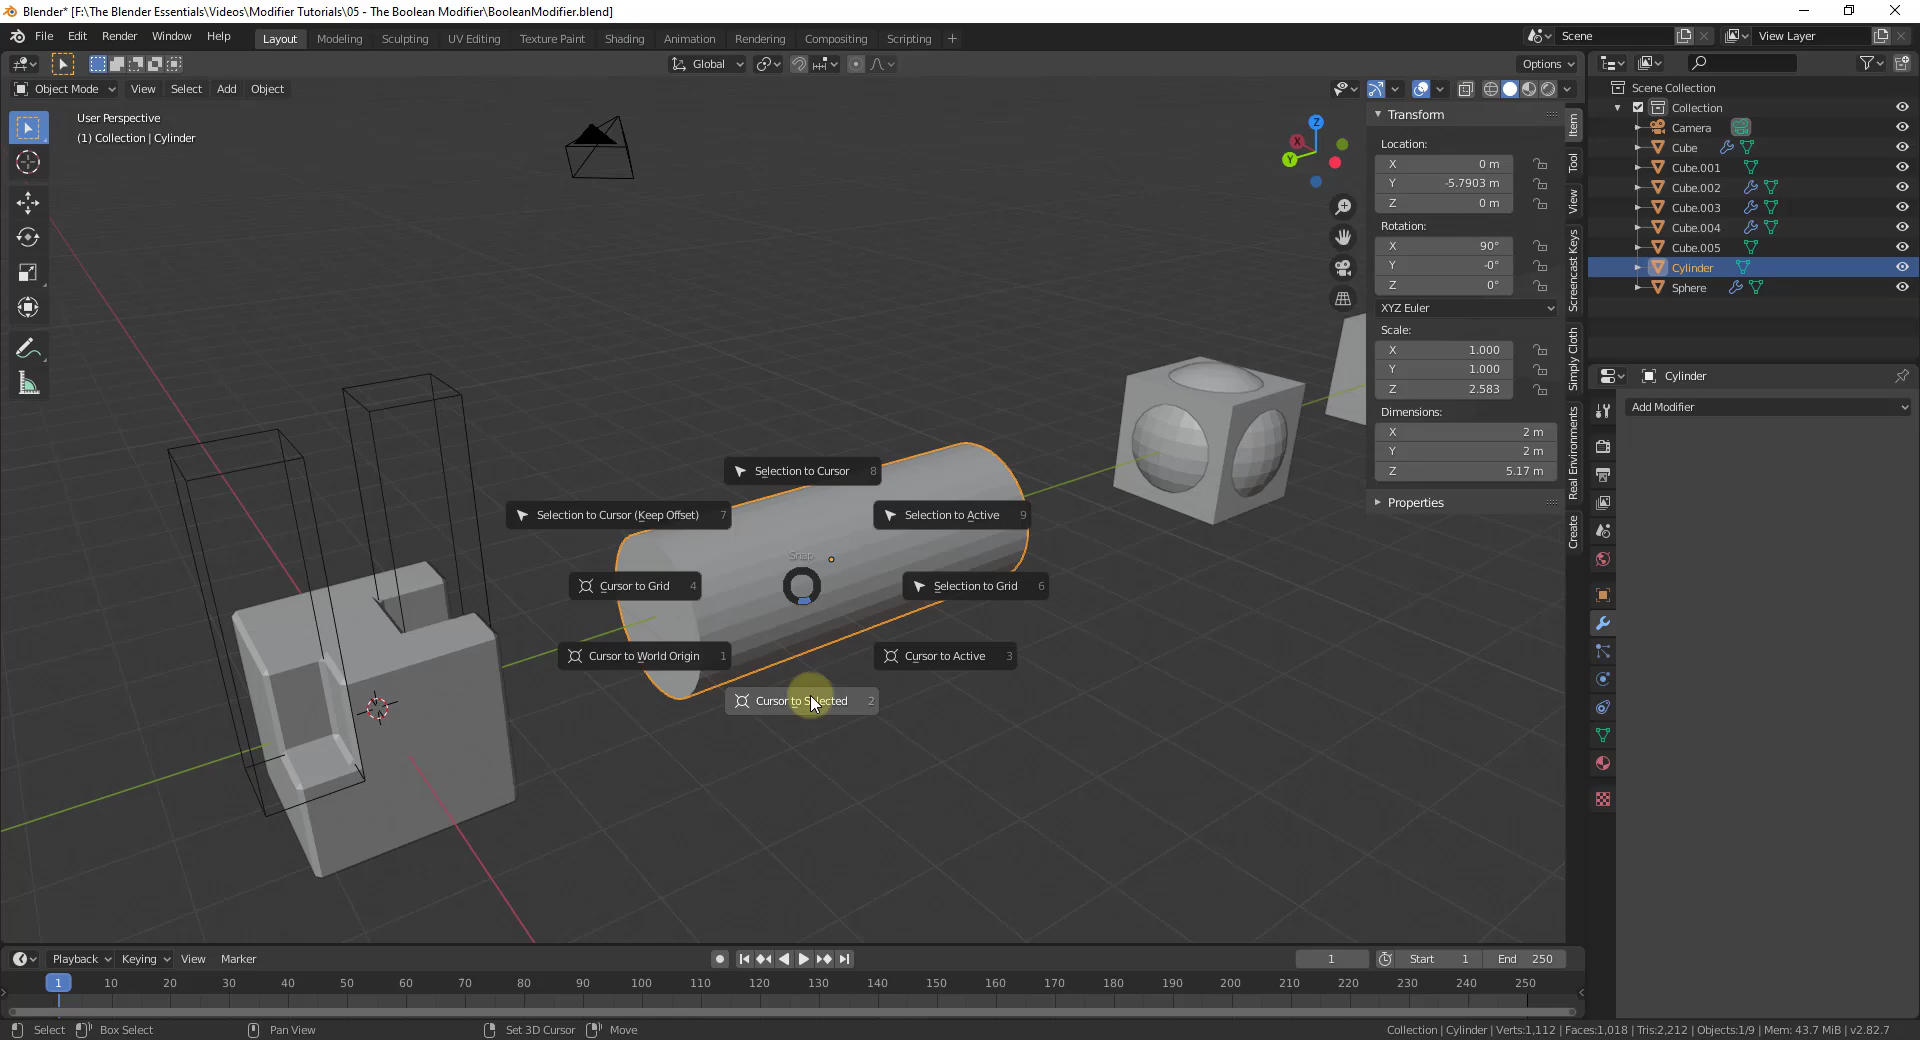 Blender* [F:\The Blender Essentials\Videos\Modifier Tutorials\05 - The Boolean Modifier\BooleanModifier.blend]
File Edit Render Window Help Layout Modeling Sculpting UV Editing Texture Paint Shading Animation Rendering Compositing Scripting + Scene View Layer
Global Options
Object Mode View Select Add Object
User Perspective
(1) Collection | Cylinder
Z
X
Y
Transform
Location:
X 0 m
Y -5.7903 m
Z 0 m
Rotation:
X 90°
Y -0°
Z 0°
XYZ Euler
Scale:
X 1.000
Y 1.000
Z 2.583
Dimensions:
X 2 m
Y 2 m
Z 5.17 m
Properties
Item
Tool
View
Screencast Keys
Simply Cloth
Real Environments
Create
Scene Collection
Collection
Camera
Cube
Cube.001
Cube.002
Cube.003
Cube.004
Cube.005
Cylinder
Sphere
Cylinder
Add Modifier
Selection to Cursor 8
Selection to Cursor (Keep Offset) 7
Selection to Active 9
Snap
Cursor to Grid 4
Selection to Grid 6
Cursor to World Origin 1
Cursor to Active 3
Cursor to Selected 2
Playback Keying View Marker 1 Start 1 End 250
1 10 20 30 40 50 60 70 80 90 100 110 120 130 140 150 160 170 180 190 200 210 220 230 240 250
Select Box Select Pan View Set 3D Cursor Move Collection | Cylinder | Verts:1,112 | Faces:1,018 | Tris:2,212 | Objects:1/9 | Mem: 43.7 MiB | v2.82.7